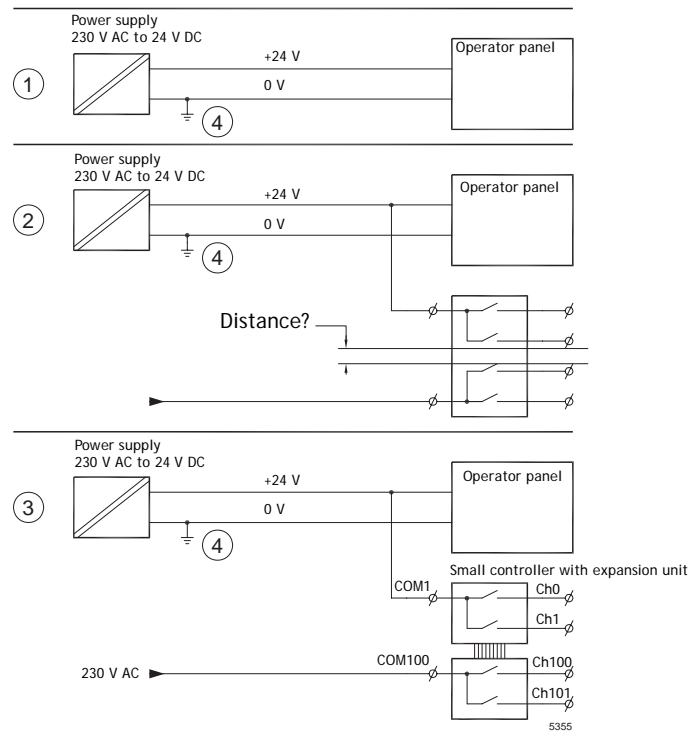 Power supply
230 V AC to 24 V DC
+24 V
Operator panel
1
0 V
4
Power supply
230 V AC to 24 V DC
+24 V
Operator panel
2
0 V
4
Distance?
Power supply
230 V AC to 24 V DC
+24 V
Operator panel
3
0 V
4
Small controller with expansion unit
COM1
Ch0
Ch1
COM100
Ch100
230 V AC
Ch101
5355